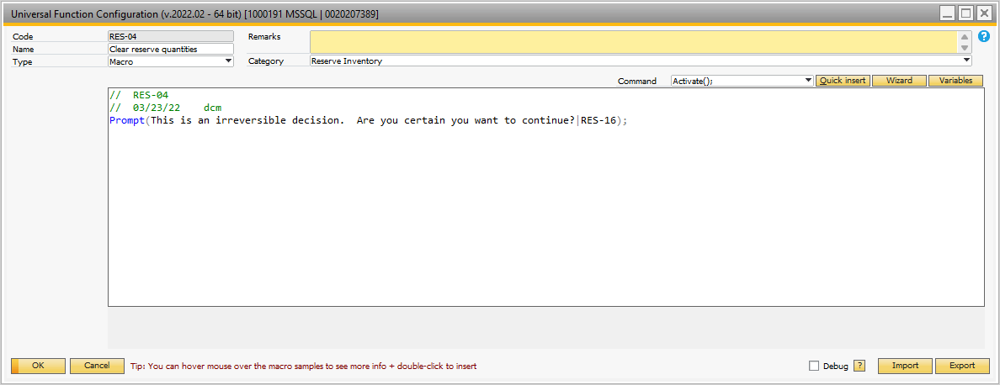 Universal Function Configuration (v.2022.02 - 64 bit) [1000191 MSSQL | 0020207389]
Code RES-04 Remarks ?
Name Clear reserve quantities
Type Macro Category Reserve Inventory
Command Activate(); Quick insert Wizard Variables
//  RES-04
//  03/23/22    dcm
Prompt(This is an irreversible decision.  Are you certain you want to continue?|RES-16);
OK Cancel Tip: You can hover mouse over the macro samples to see more info + double-click to insert Debug ? Import Export